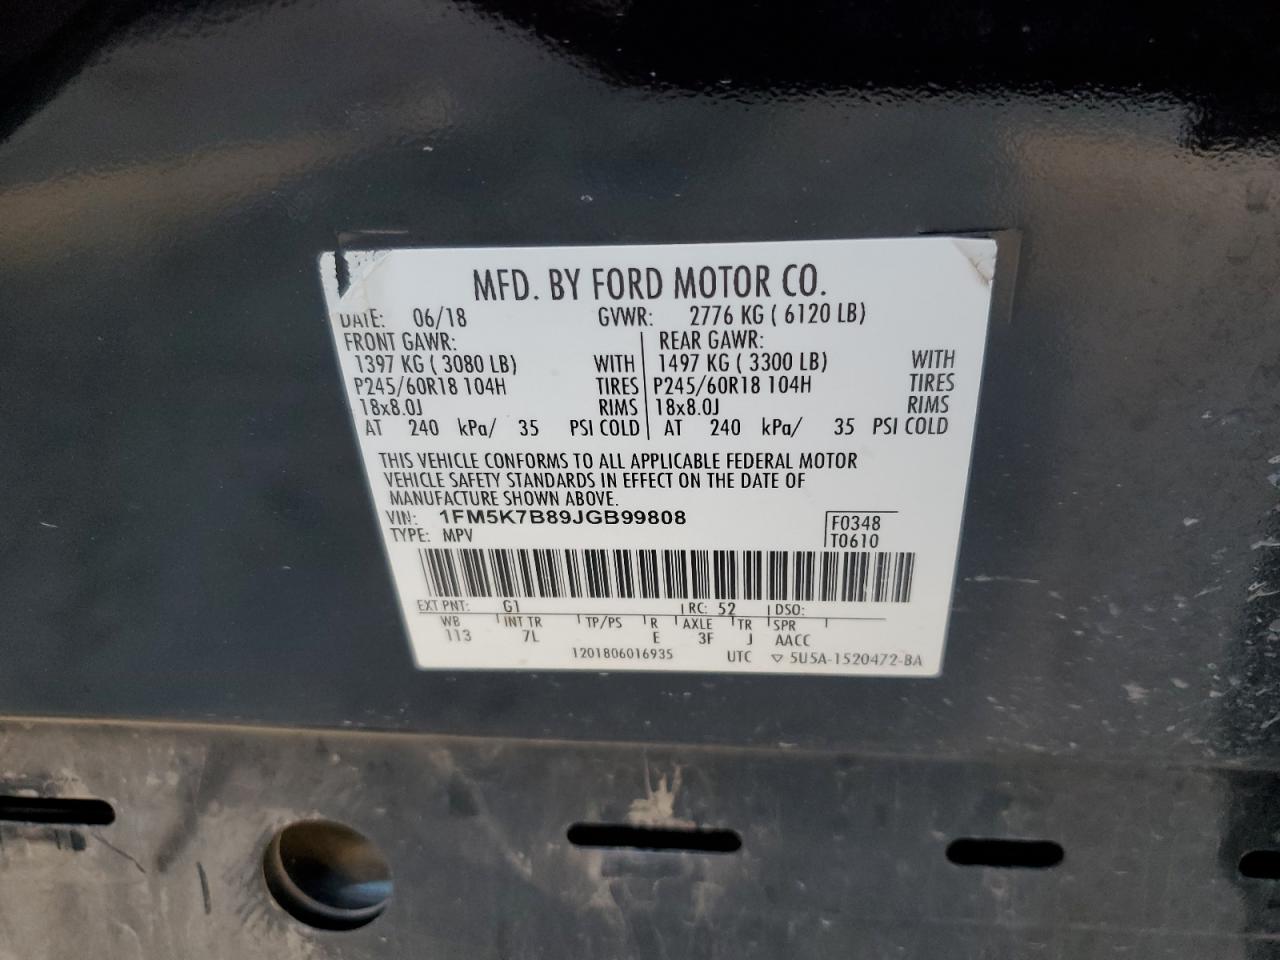 MFD. BY FORD MOTOR CO.
DATE: 06/18 GVWR: 2776 KG ( 6120 LB)
FRONT GAWR: REAR GAWR:
1397 KG ( 3080 LB) WITH 1497 KG ( 3300 LB) WITH
P245/60R18 104H TIRES P245/60R18 104H TIRES
18x8.0J RIMS 18x8.0J RIMS
AT 240 kPa/ 35 PSI COLD AT 240 kPa/ 35 PSI COLD
THIS VEHICLE CONFORMS TO ALL APPLICABLE FEDERAL MOTOR
VEHICLE SAFETY STANDARDS IN EFFECT ON THE DATE OF
MANUFACTURE SHOWN ABOVE.
VIN: 1FM5K7B89JGB99808 F0348
TYPE: MPV T0610
EXT PNT: G1 RC: 52 DSO:
WB INT TR TP/PS R AXLE TR SPR
113 7L E 3F J AACC
1201806016935 UTC ▽ 5U5A-1520472-BA